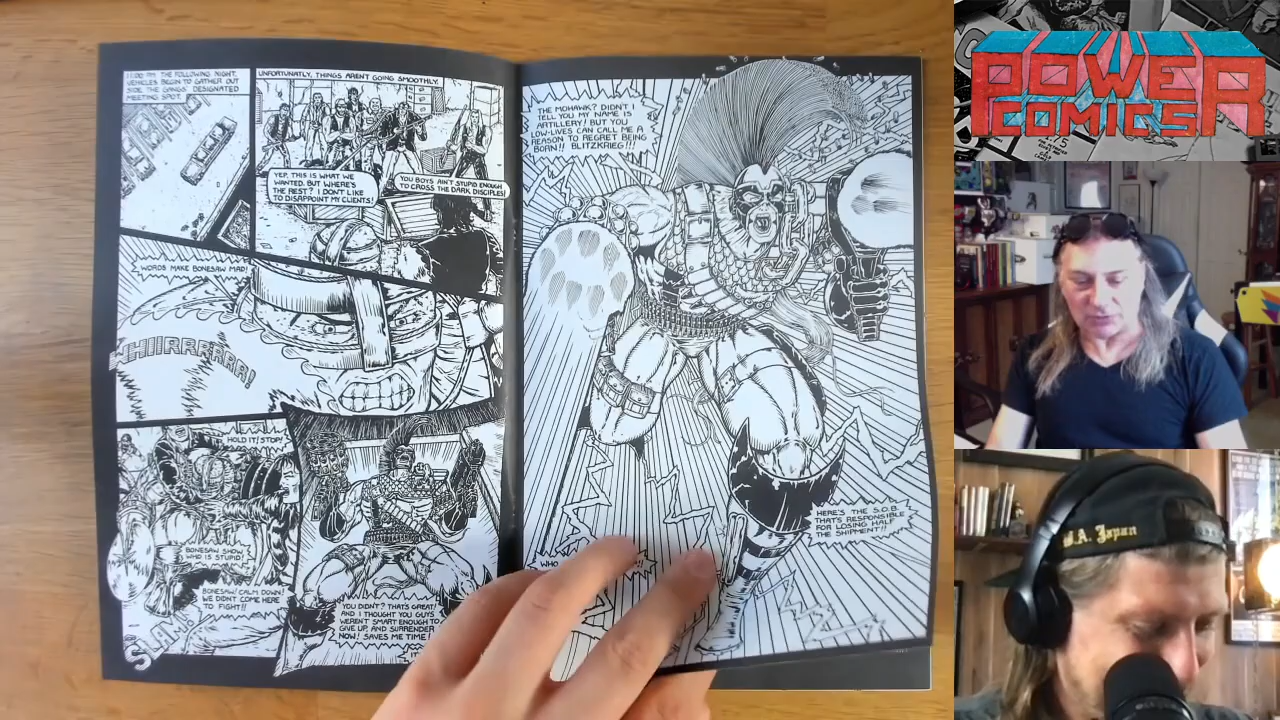 11:00 PM THE FOLLOWING NIGHT,
VEHICLES BEGIN TO GATHER OUT
SIDE THE GANGS DESIGNATED
MEETING SPOT.
UNFORTUNATELY, THINGS AREN'T GOING SMOOTHLY.
YEP, THIS IS WHAT WE
WANTED. BUT WHERE'S
THE REST? I DON'T LIKE
TO DISAPPOINT MY CLIENTS!
YOU BOYS AIN'T STUPID ENOUGH
TO CROSS THE DARK DISCIPLES!
WORDS MAKE BONESAW MAD!
WHIIRRRRRRR!
HOLD IT! STOP!
BONESAW SHOW
WHO IS STUPID!
BONESAW! CALM DOWN!
WE DIDN'T COME HERE
TO FIGHT!!
SLAM!
YOU DIDN'T? THAT'S GREAT!
AND I THOUGHT YOU GUYS
WEREN'T SMART ENOUGH TO
GIVE UP, AND SURRENDER
NOW! SAVES ME TIME!
THE MOHAWK? DIDN'T I
TELL YOU MY NAME IS
ARTILLERY! BUT YOU
LOW-LIVES CAN CALL ME A
REASON TO REGRET BEING
BORN!! BLITZKRIEG!!!
HERE'S THE S.O.B.
THAT'S RESPONSIBLE
FOR LOSING HALF
THE SHIPMENT!!
WHO
POWER
COMICS
L.A. Japan